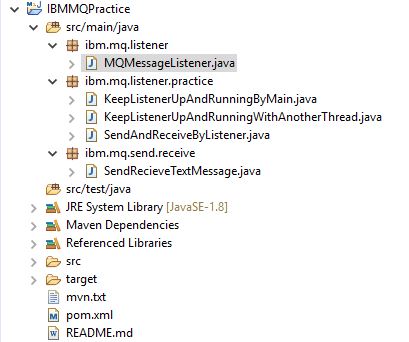 IBMMQPractice
src/main/java
ibm.mq.listener
MQMessageListener.java
ibm.mq.listener.practice
KeepListenerUpAndRunningByMain.java
KeepListenerUpAndRunningWithAnotherThread.java
SendAndReceiveByListener.java
ibm.mq.send.receive
SendRecieveTextMessage.java
src/test/java
JRE System Library [JavaSE-1.8]
Maven Dependencies
Referenced Libraries
src
target
mvn.txt
pom.xml
README.md